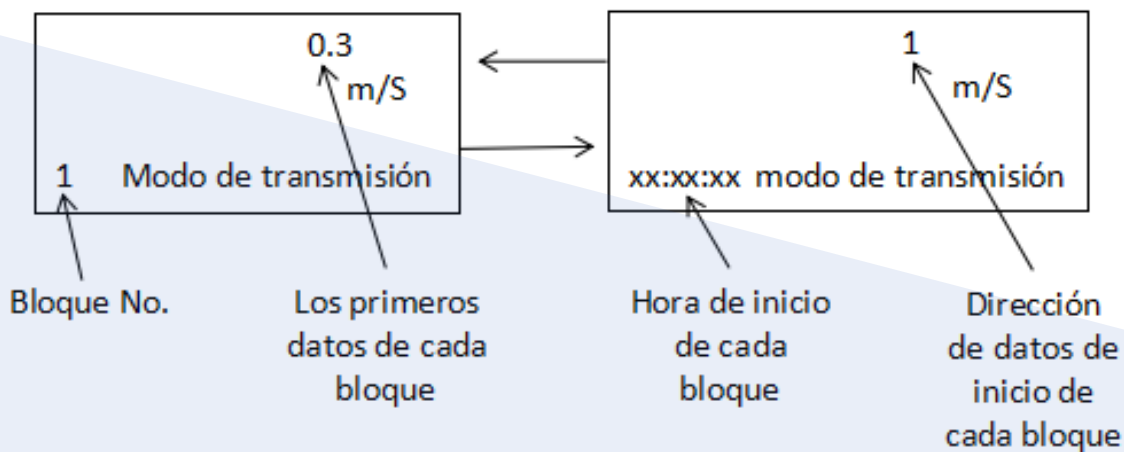 0.3
m/S
1 Modo de transmisión
1
m/S
xx:xx:xx modo de transmisión
Bloque No.
Los primeros
datos de cada
bloque
Hora de inicio
de cada
bloque
Dirección
de datos de
inicio de
cada bloque